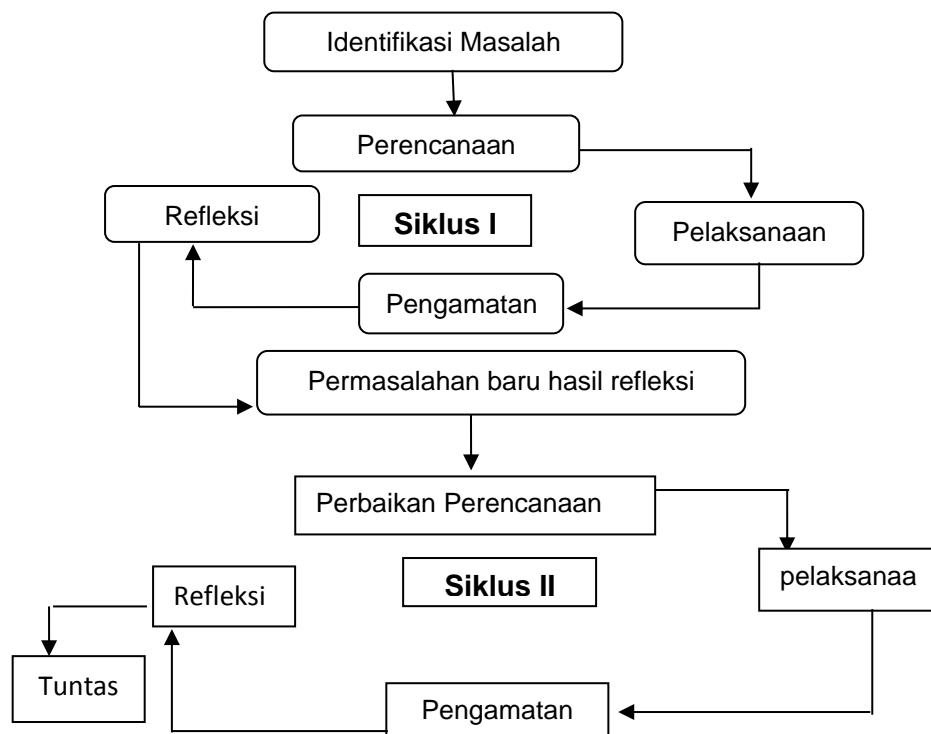 Identifikasi Masalah
Perencanaan
Refleksi
Siklus I
Pelaksanaan
Pengamatan
Permasalahan baru hasil refleksi
Perbaikan Perencanaan
Siklus II
pelaksanaa
Refleksi
Tuntas
Pengamatan